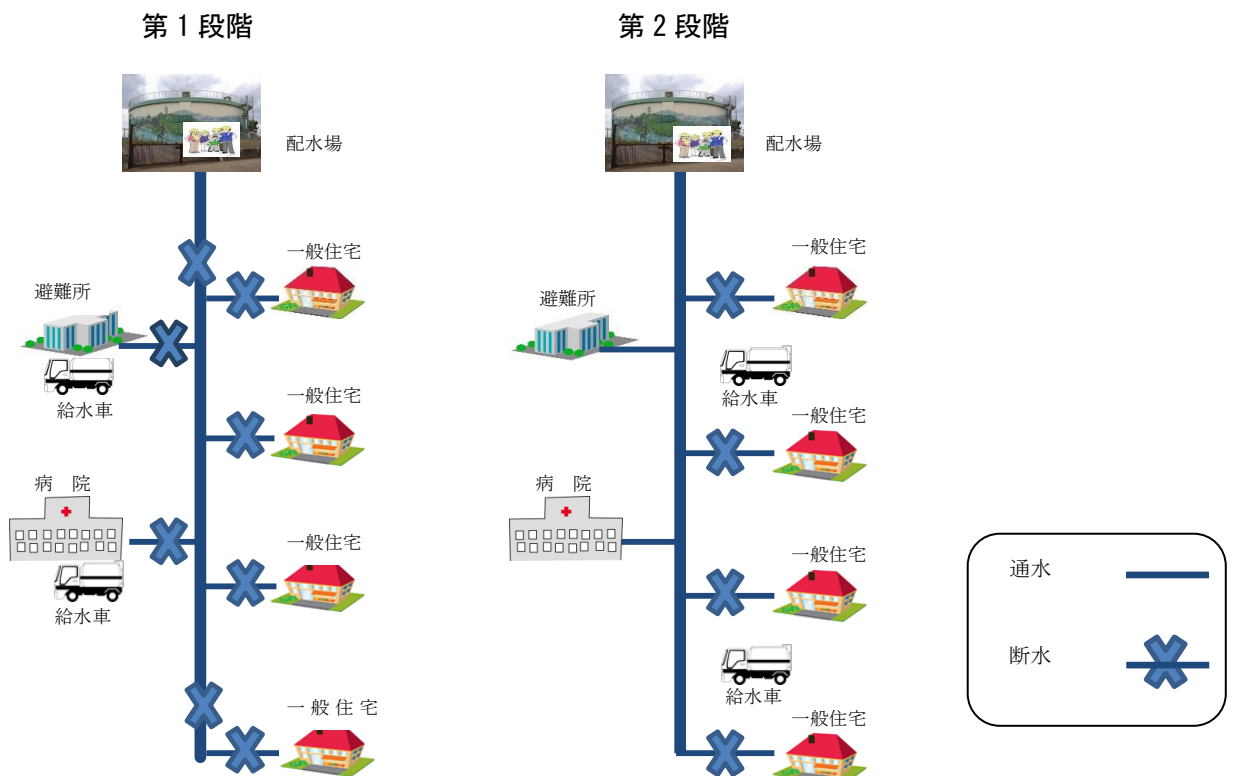 第1段階
配水場
一般住宅
避難所
給水車
一般住宅
病 院
一般住宅
給水車
一般住宅
第2段階
配水場
一般住宅
避難所
給水車
一般住宅
病 院
一般住宅
給水車
一般住宅
通水
断水